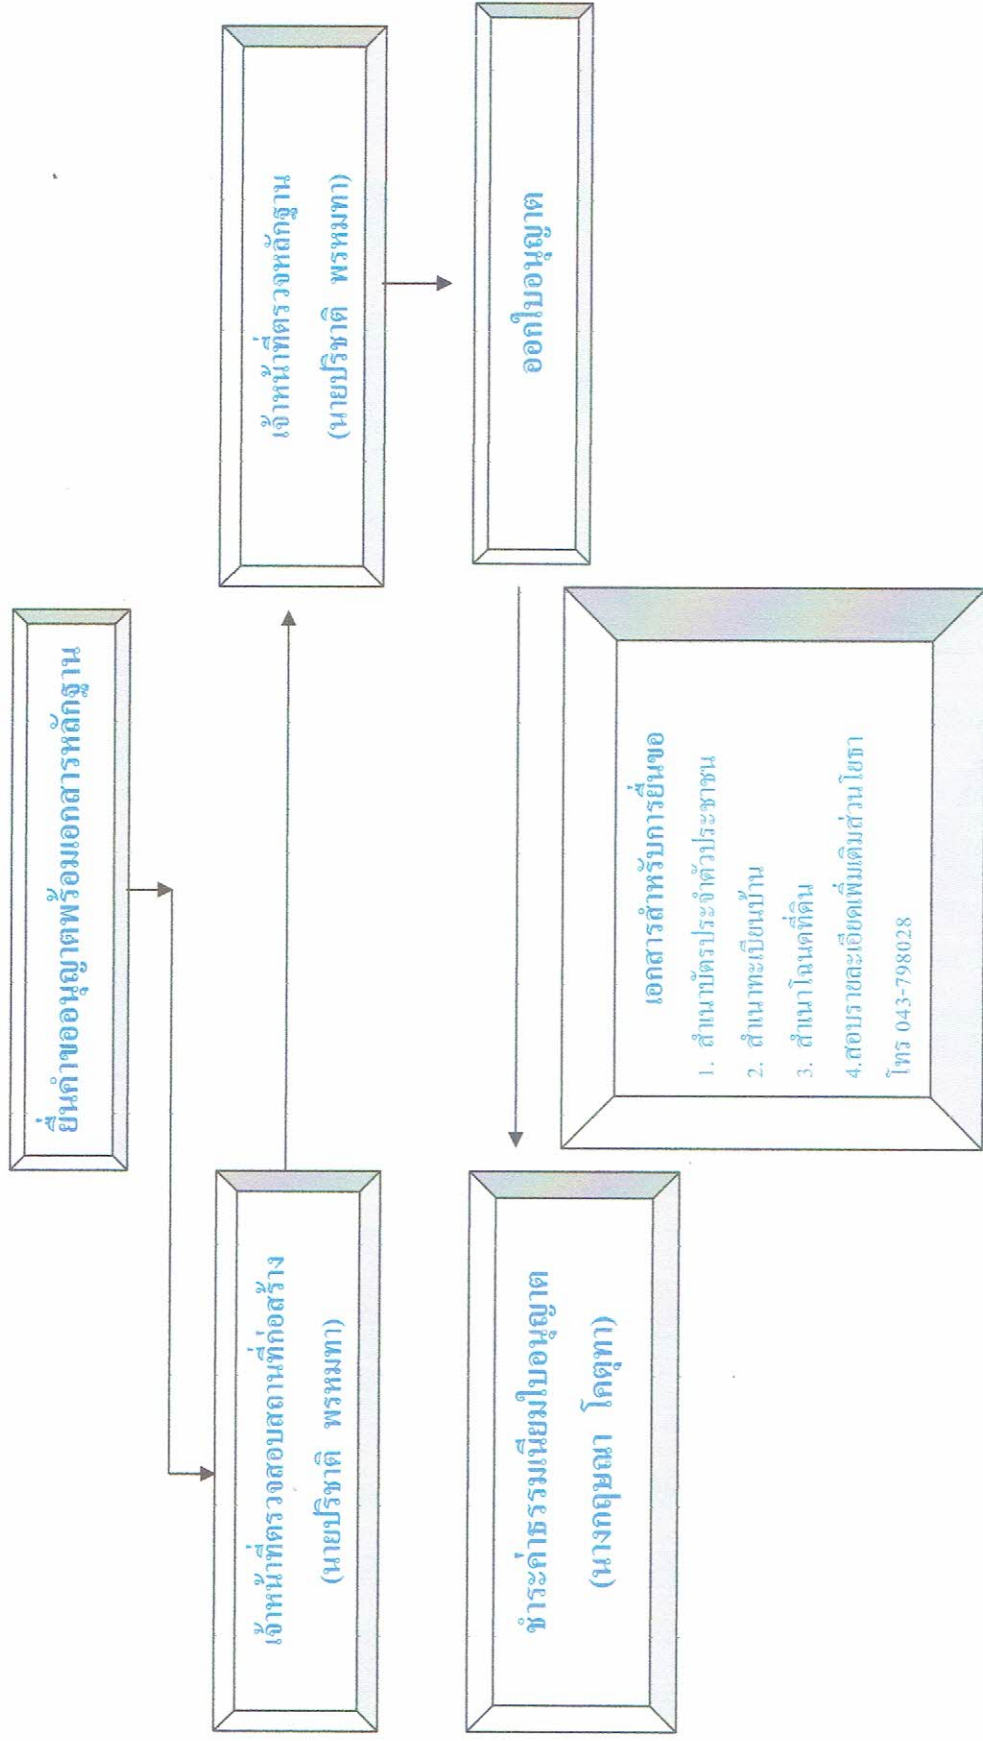 ยื่นคำขออนุญาตพร้อมเอกสารหลักฐาน
เจ้าหน้าที่ตรวจสอบสถานที่ก่อสร้าง
(นายปริชาติ พรหมทา)
เจ้าหน้าที่ตรวจหลักฐาน
(นายปริชาติ พรหมทา)
ออกใบอนุญาต
ชำระค่าธรรมเนียมใบอนุญาต
(นางกฤษณา โคตุทา)
เอกสารสำหรับการยื่นขอ
1. สำเนาบัตรประจำตัวประชาชน
2. สำเนาทะเบียนบ้าน
3. สำเนาโฉนดที่ดิน
4.สอบรายละเอียดเพิ่มเติมส่วนโยธา
โทร 043-798028